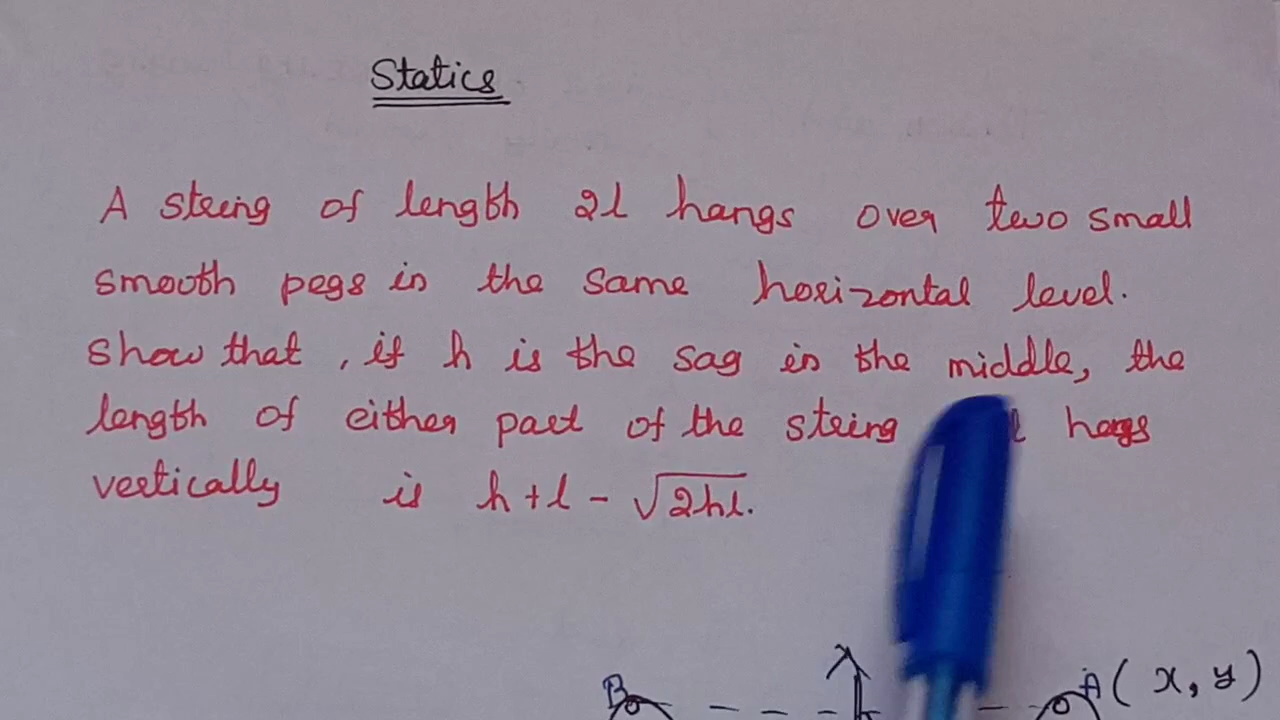 Statics
A string of length 2l hangs over two small
smooth pegs in the same horizontal level.
Show that, if h is the sag in the middle, the
length of either part of the string hangs
vertically is h + l - √2hl.
B A ( x, y )